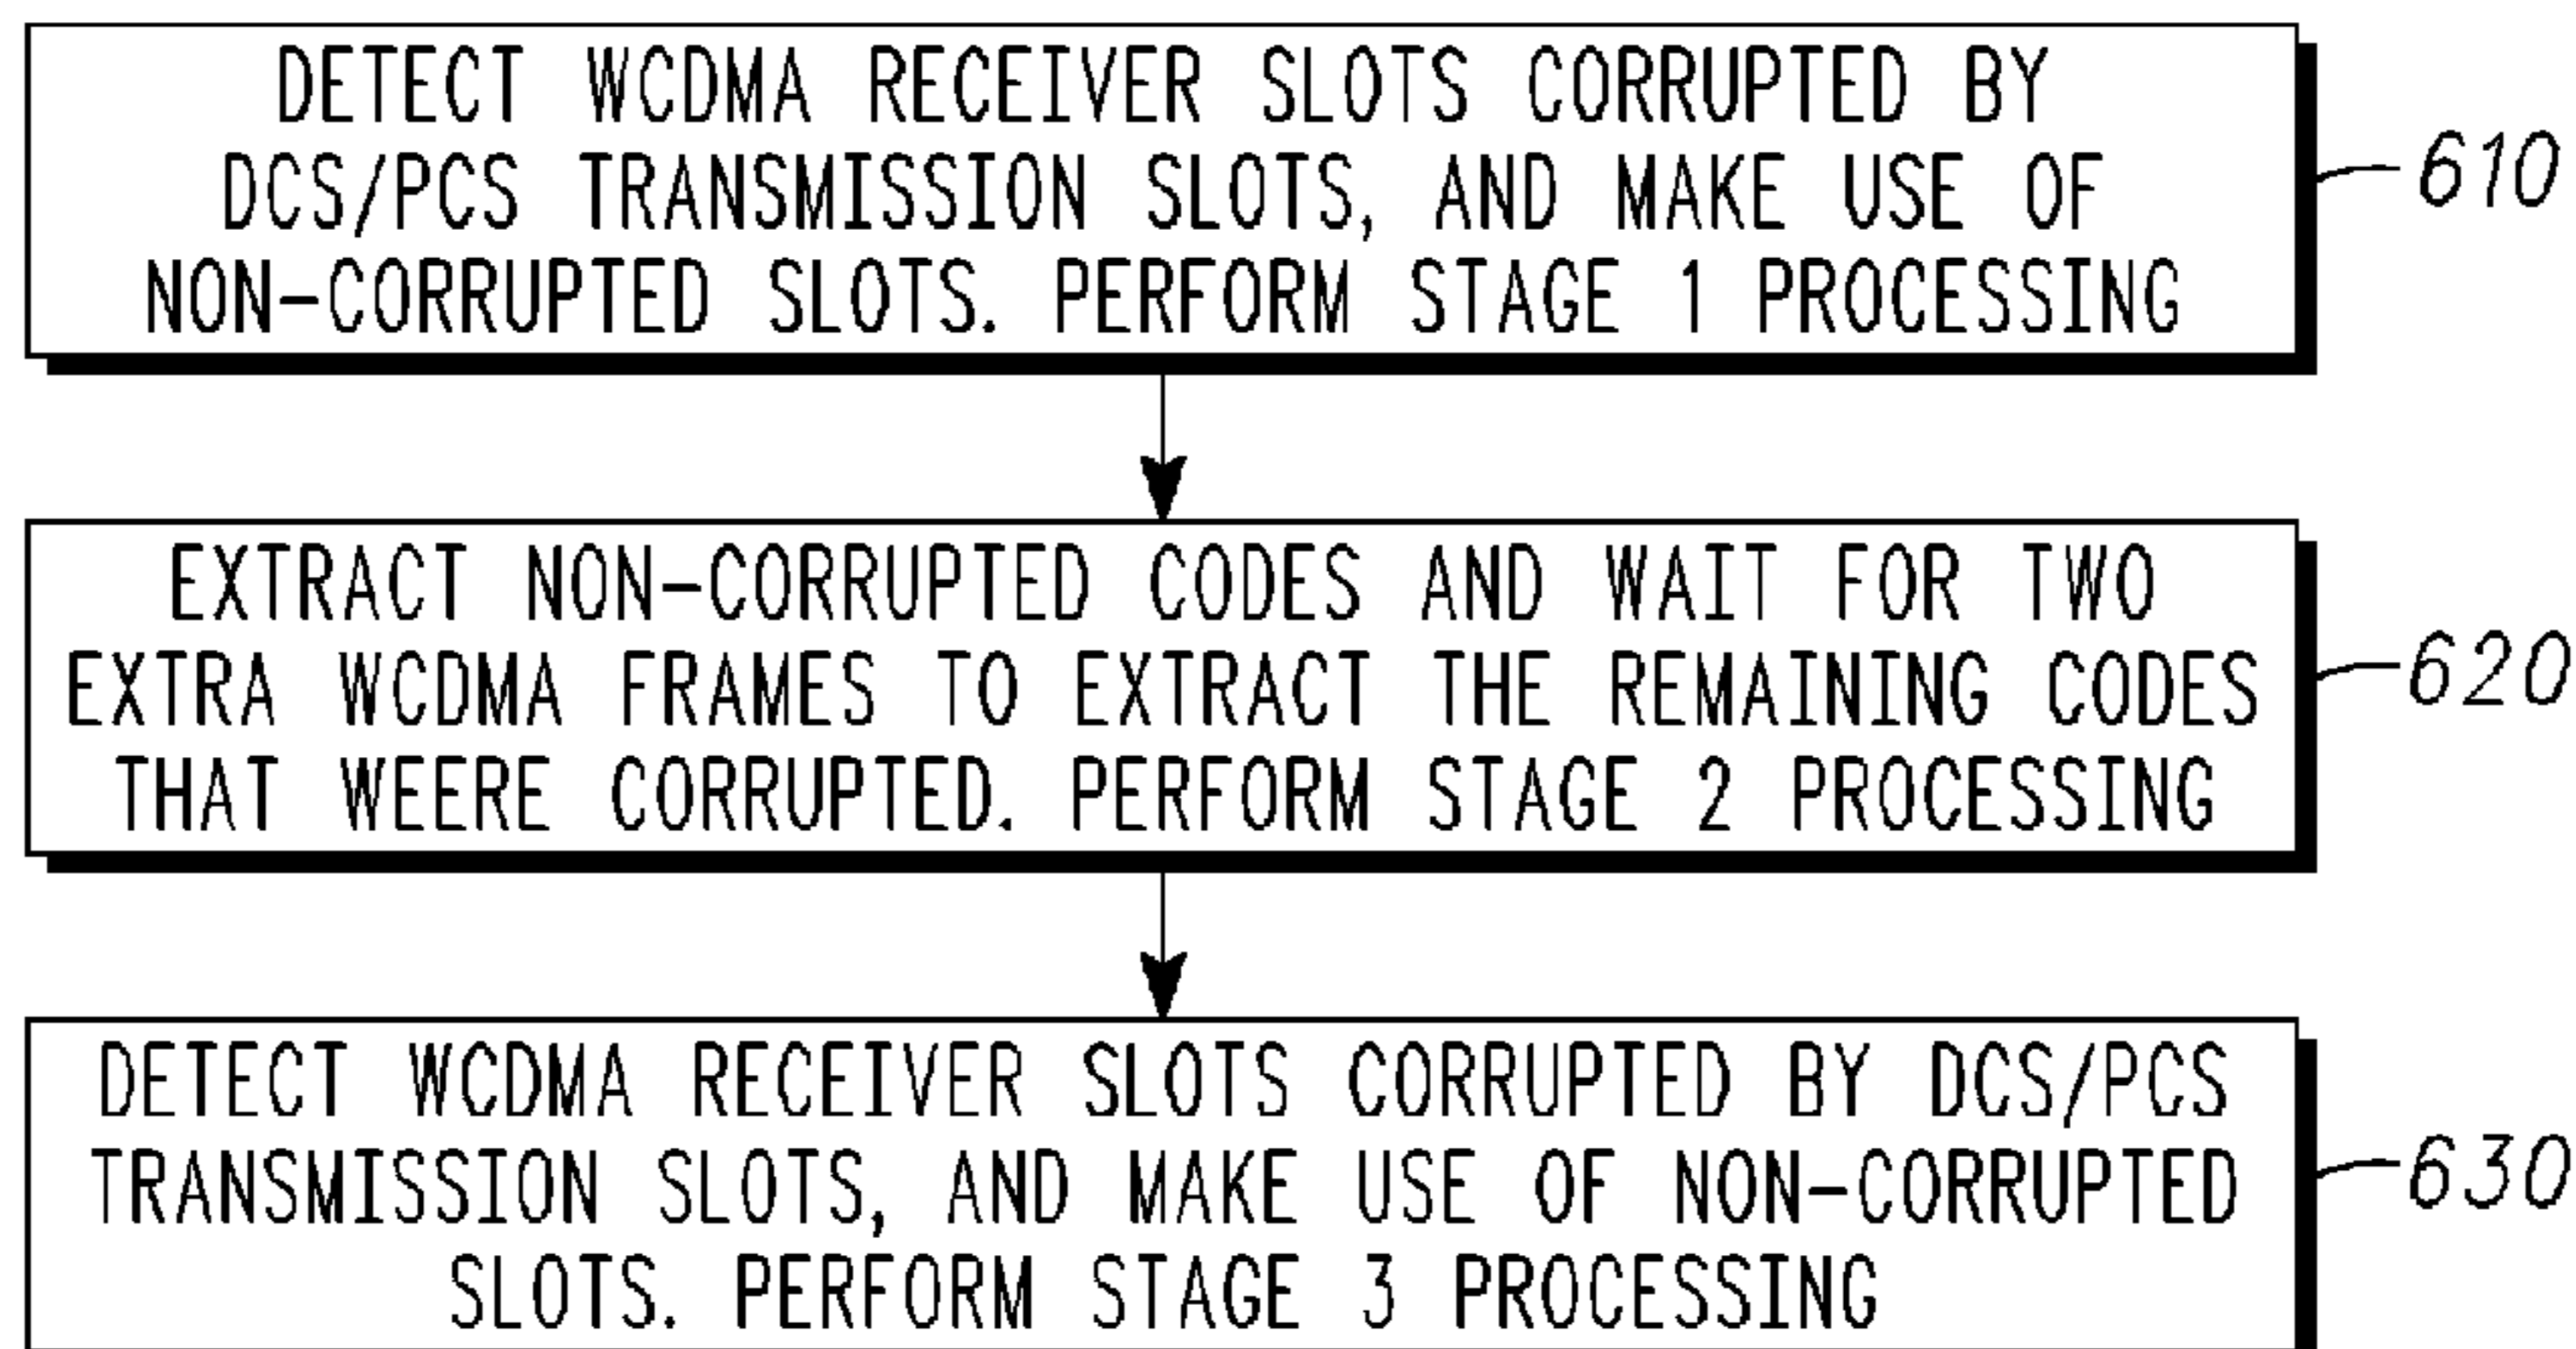 DETECT WCDMA RECEIVER SLOTS CORRUPTED BY
DCS/PCS TRANSMISSION SLOTS, AND MAKE USE OF
NON-CORRUPTED SLOTS. PERFORM STAGE 1 PROCESSING
610
EXTRACT NON-CORRUPTED CODES AND WAIT FOR TWO
EXTRA WCDMA FRAMES TO EXTRACT THE REMAINING CODES
THAT WEERE CORRUPTED. PERFORM STAGE 2 PROCESSING
620
DETECT WCDMA RECEIVER SLOTS CORRUPTED BY DCS/PCS
TRANSMISSION SLOTS, AND MAKE USE OF NON-CORRUPTED
SLOTS. PERFORM STAGE 3 PROCESSING
630